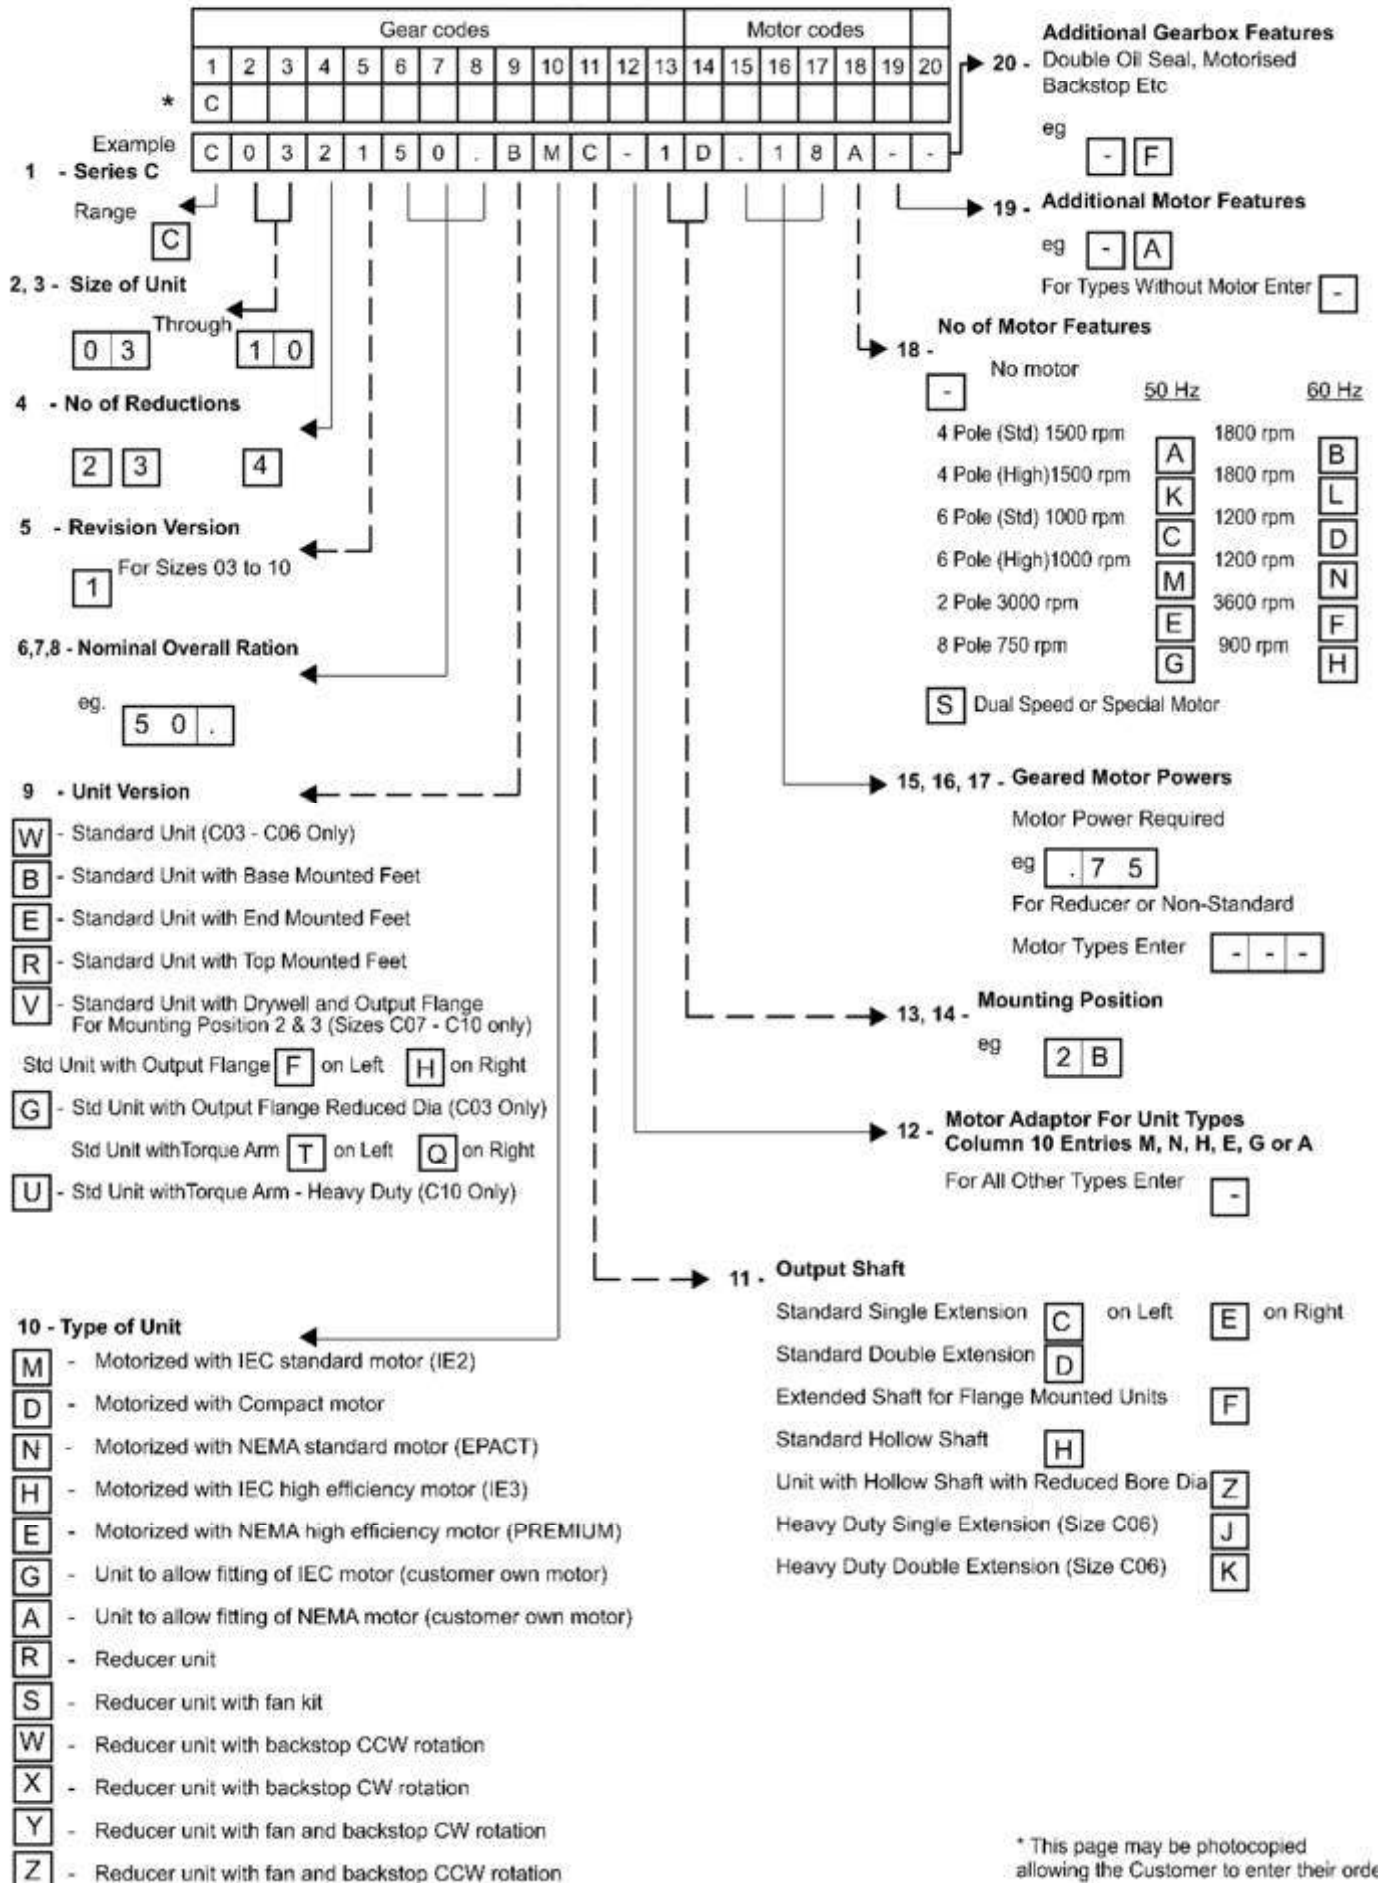 Gear codes Motor codes
1 2 3 4 5 6 7 8 9 10 11 12 13 14 15 16 17 18 19 20
* C
Example C 0 3 2 1 5 0 . B M C - 1 D . 1 8 A - -
1 - Series C
Range
C
2, 3 - Size of Unit
Through
0 3 1 0
4 - No of Reductions
2 3 4
5 - Revision Version
1 For Sizes 03 to 10
6,7,8 - Nominal Overall Ration
eg. 5 0 .
9 - Unit Version
W - Standard Unit (C03 - C06 Only)
B - Standard Unit with Base Mounted Feet
E - Standard Unit with End Mounted Feet
R - Standard Unit with Top Mounted Feet
V - Standard Unit with Drywell and Output Flange
For Mounting Position 2 & 3 (Sizes C07 - C10 only)
Std Unit with Output Flange F on Left H on Right
G - Std Unit with Output Flange Reduced Dia (C03 Only)
Std Unit withTorque Arm T on Left Q on Right
U - Std Unit withTorque Arm - Heavy Duty (C10 Only)
10 - Type of Unit
M - Motorized with IEC standard motor (IE2)
D - Motorized with Compact motor
N - Motorized with NEMA standard motor (EPACT)
H - Motorized with IEC high efficiency motor (IE3)
E - Motorized with NEMA high efficiency motor (PREMIUM)
G - Unit to allow fitting of IEC motor (customer own motor)
A - Unit to allow fitting of NEMA motor (customer own motor)
R - Reducer unit
S - Reducer unit with fan kit
W - Reducer unit with backstop CCW rotation
X - Reducer unit with backstop CW rotation
Y - Reducer unit with fan and backstop CW rotation
Z - Reducer unit with fan and backstop CCW rotation
Additional Gearbox Features
20 - Double Oil Seal, Motorised
Backstop Etc
eg
- F
19 - Additional Motor Features
eg - A
For Types Without Motor Enter -
No of Motor Features
18 -
- No motor
50 Hz 60 Hz
4 Pole (Std) 1500 rpm A 1800 rpm B
4 Pole (High)1500 rpm K 1800 rpm L
6 Pole (Std) 1000 rpm C 1200 rpm D
6 Pole (High)1000 rpm M 1200 rpm N
2 Pole 3000 rpm E 3600 rpm F
8 Pole 750 rpm G 900 rpm H
S Dual Speed or Special Motor
15, 16, 17 - Geared Motor Powers
Motor Power Required
eg . 7 5
For Reducer or Non-Standard
Motor Types Enter - - -
13, 14 - Mounting Position
eg 2 B
12 - Motor Adaptor For Unit Types
Column 10 Entries M, N, H, E, G or A
For All Other Types Enter -
11 - Output Shaft
Standard Single Extension C on Left E on Right
Standard Double Extension D
Extended Shaft for Flange Mounted Units F
Standard Hollow Shaft H
Unit with Hollow Shaft with Reduced Bore Dia Z
Heavy Duty Single Extension (Size C06) J
Heavy Duty Double Extension (Size C06) K
* This page may be photocopied
allowing the Customer to enter their orde